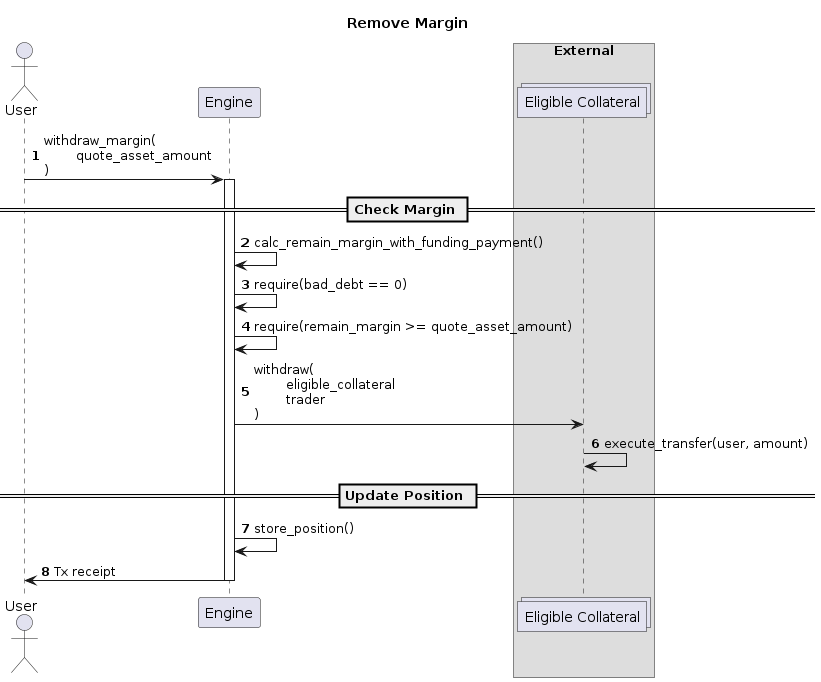 Remove Margin
External
User
Engine
Eligible Collateral
withdraw_margin(
1 quote_asset_amount
)
Check Margin
2 calc_remain_margin_with_funding_payment()
3 require(bad_debt == 0)
4 require(remain_margin >= quote_asset_amount)
withdraw(
eligible_collateral
5
trader
)
6 execute_transfer(user, amount)
Update Position
7 store_position()
8 Tx receipt
User
Engine
Eligible Collateral